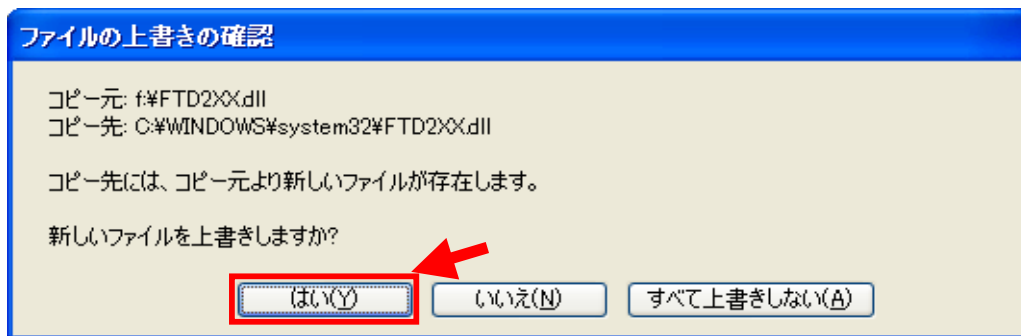 ファイルの上書きの確認
コピー元: f:¥FTD2XX.dll
コピー先: C:¥WINDOWS¥system32¥FTD2XX.dll
コピー先には、コピー元より新しいファイルが存在します。
新しいファイルを上書きしますか?
はい(Y) いいえ(N) すべて上書きしない(A)